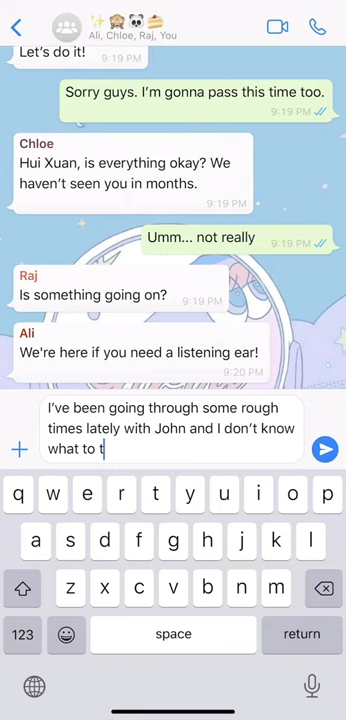 ✨🙈🐼🍰
Ali, Chloe, Raj, You
Let's do it!
9:19 PM
Sorry guys. I'm gonna pass this time too.
9:19 PM
Chloe
Hui Xuan, is everything okay? We
haven't seen you in months.
9:19 PM
Umm... not really
9:19 PM
Raj
Is something going on?
9:19 PM
Ali
We're here if you need a listening ear!
9:20 PM
I've been going through some rough
times lately with John and I don't know
what to t
q w e r t y u i o p
a s d f g h j k l
z x c v b n m
123 space return